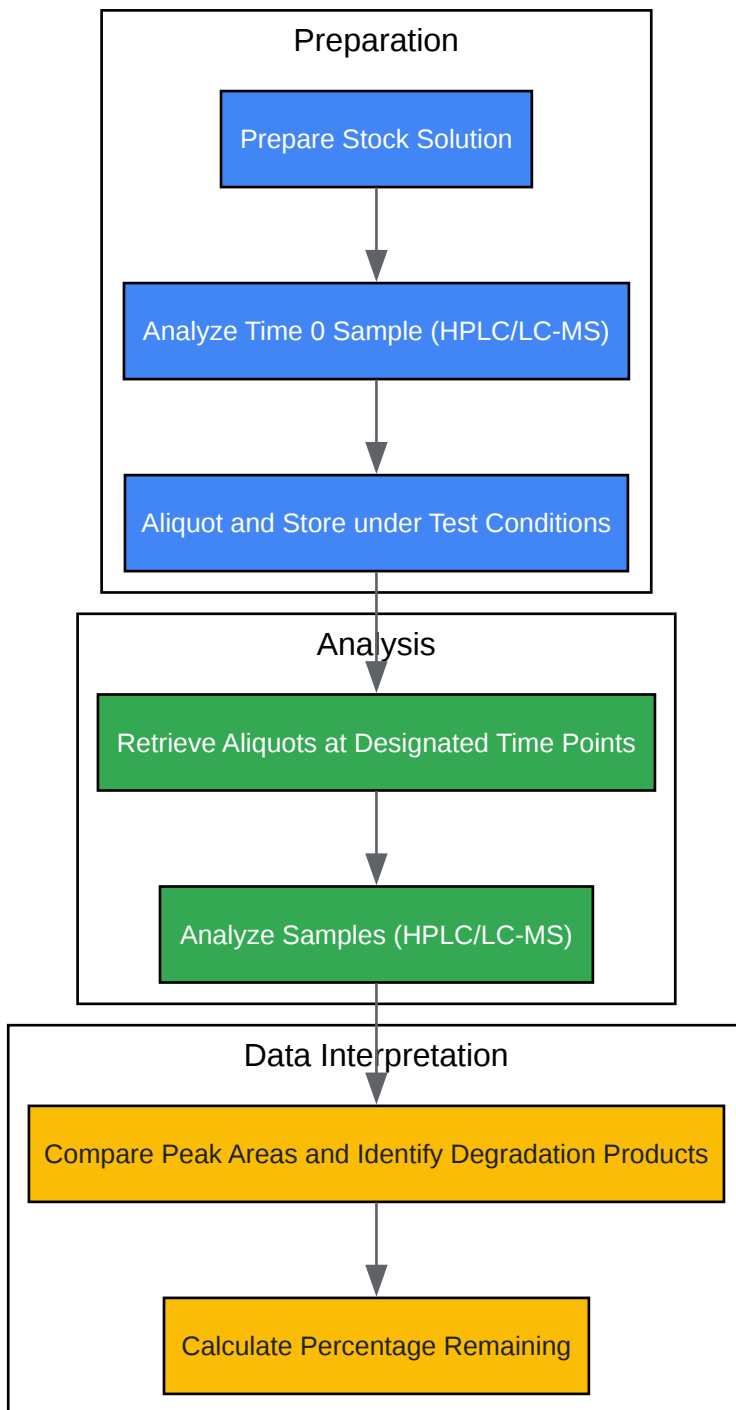 Preparation
Prepare Stock Solution
Analyze Time 0 Sample (HPLC/LC-MS)
Aliquot and Store under Test Conditions
Analysis
Retrieve Aliquots at Designated Time Points
Analyze Samples (HPLC/LC-MS)
Data Interpretation
Compare Peak Areas and Identify Degradation Products
Calculate Percentage Remaining